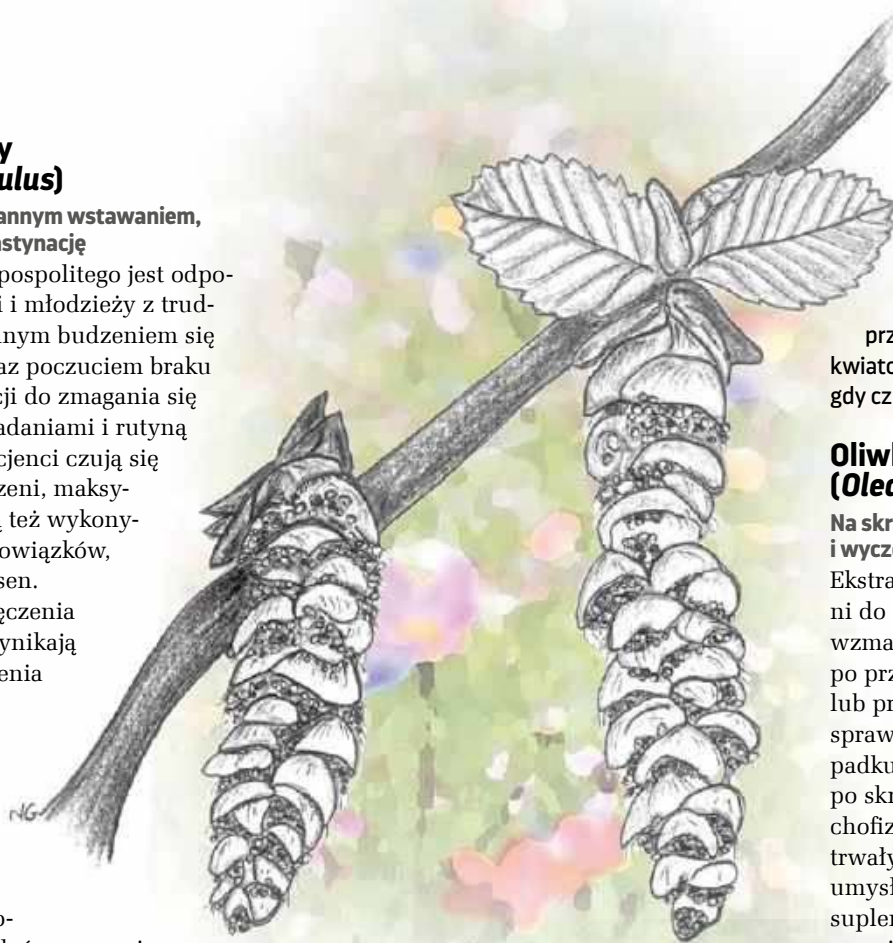 y
ulus)
annym wstawaniem,
stynację
pospolitego jest odpo-
i i młodzieży z trud-
nnym budzeniem się
az poczuciem braku
cji do zmagania się
adaniami i rutyną
cjenci czują się
zeni, maksy-
ą też wykony-
owiązków,
sen.
ęczenia
ynikają
enia
NG
o-
prz
kwiato
gdy cz
Oliwk
(Olea
Na skr
i wycze
Ekstra
ni do
wzma
po prz
lub pr
spraw
padku
po skr
chofiz
trwały
umysł
suplem